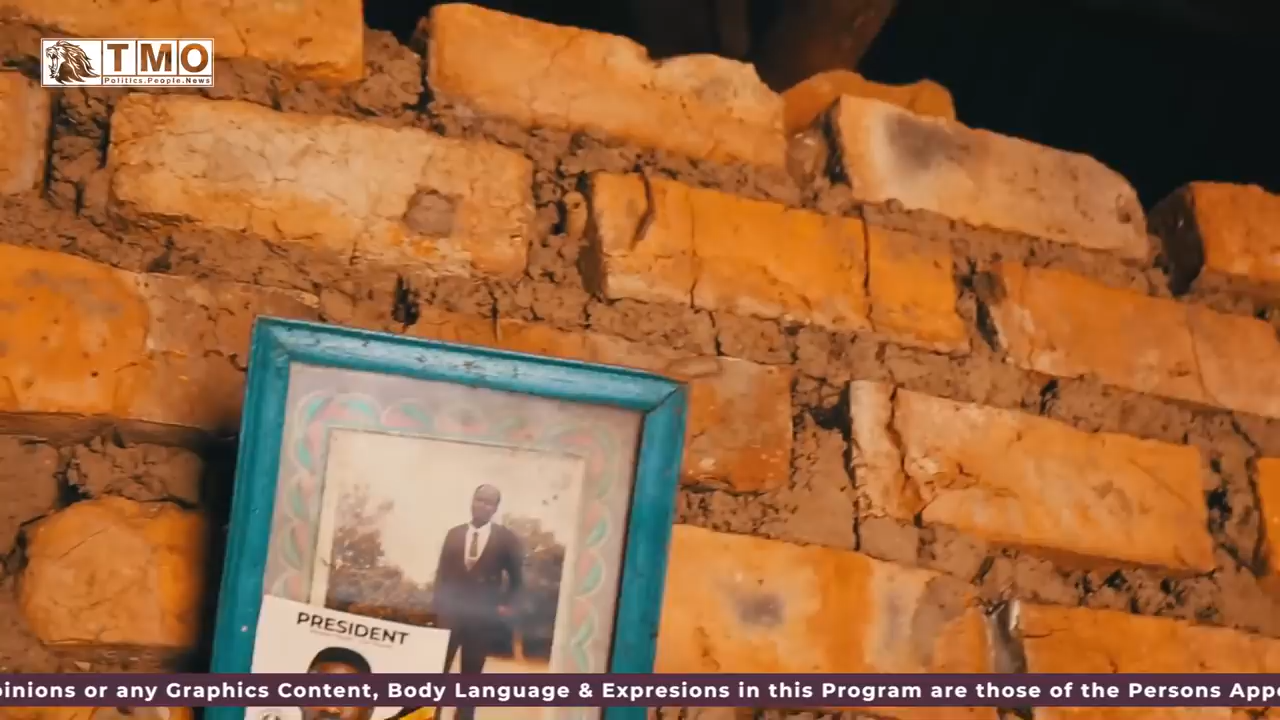 TMO
Politics.People.News
PRESIDENT
pinions or any Graphics Content, Body Language & Expresions in this Program are those of the Persons Appe